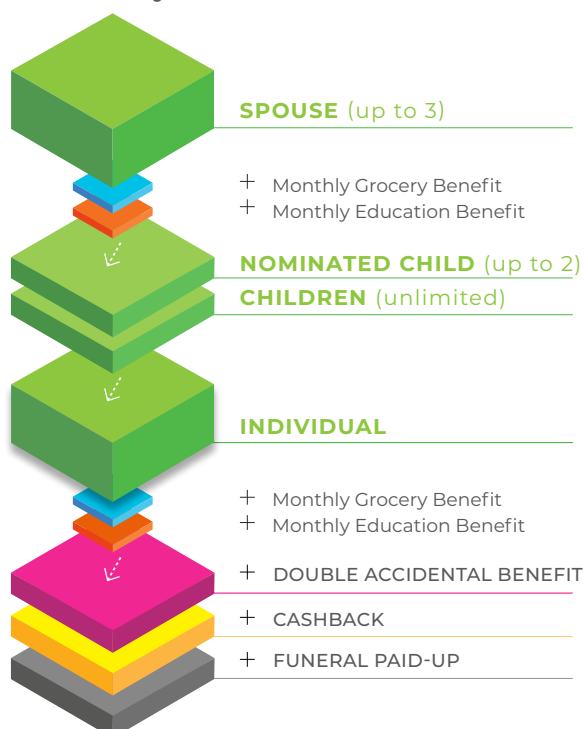 SPOUSE (up to 3)
+ Monthly Grocery Benefit
+ Monthly Education Benefit
NOMINATED CHILD (up to 2)
CHILDREN (unlimited)
INDIVIDUAL
+ Monthly Grocery Benefit
+ Monthly Education Benefit
+ DOUBLE ACCIDENTAL BENEFIT
+ CASHBACK
+ FUNERAL PAID-UP